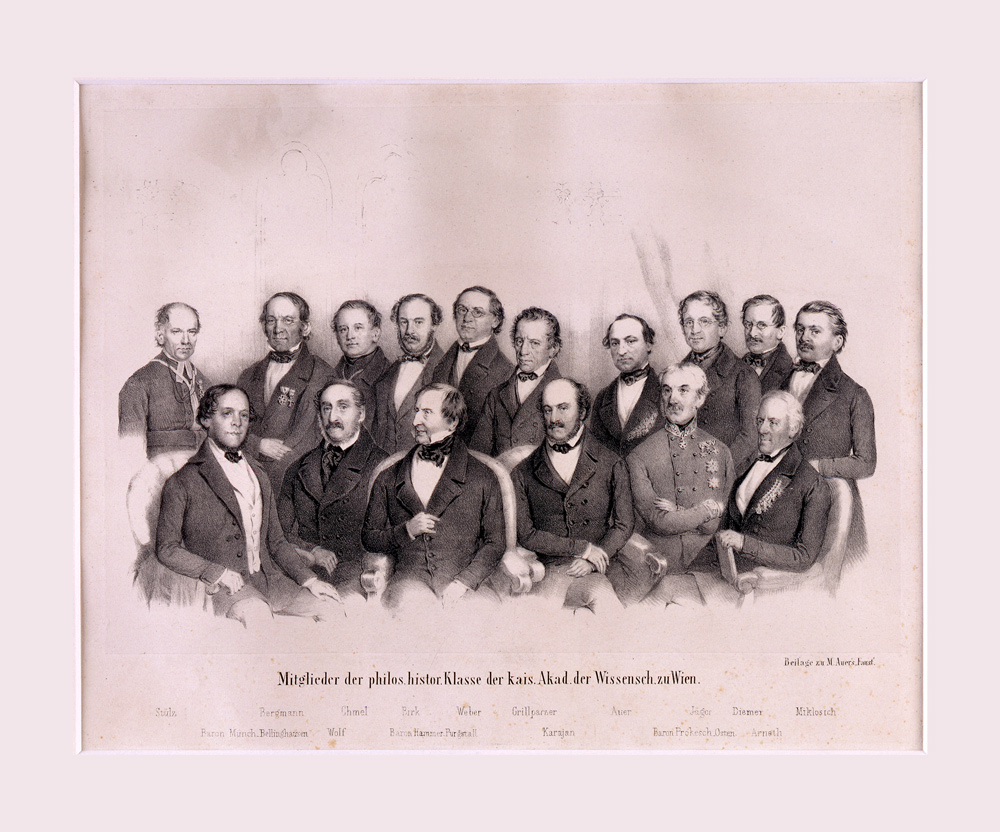 Beilage zu M. Auers, Faust.
Mitglieder der philos. histor. Klasse der kais. Akad. der Wissensch. zu Wien.
Stülz Bergmann Chmel Birk Weber Grillparzer Auer Jäger Diemer Miklosich
Baron Münch-Bellinghausen Wolf Baron Hammer-Purgstall Karajan Baron Prokesch-Osten Arneth